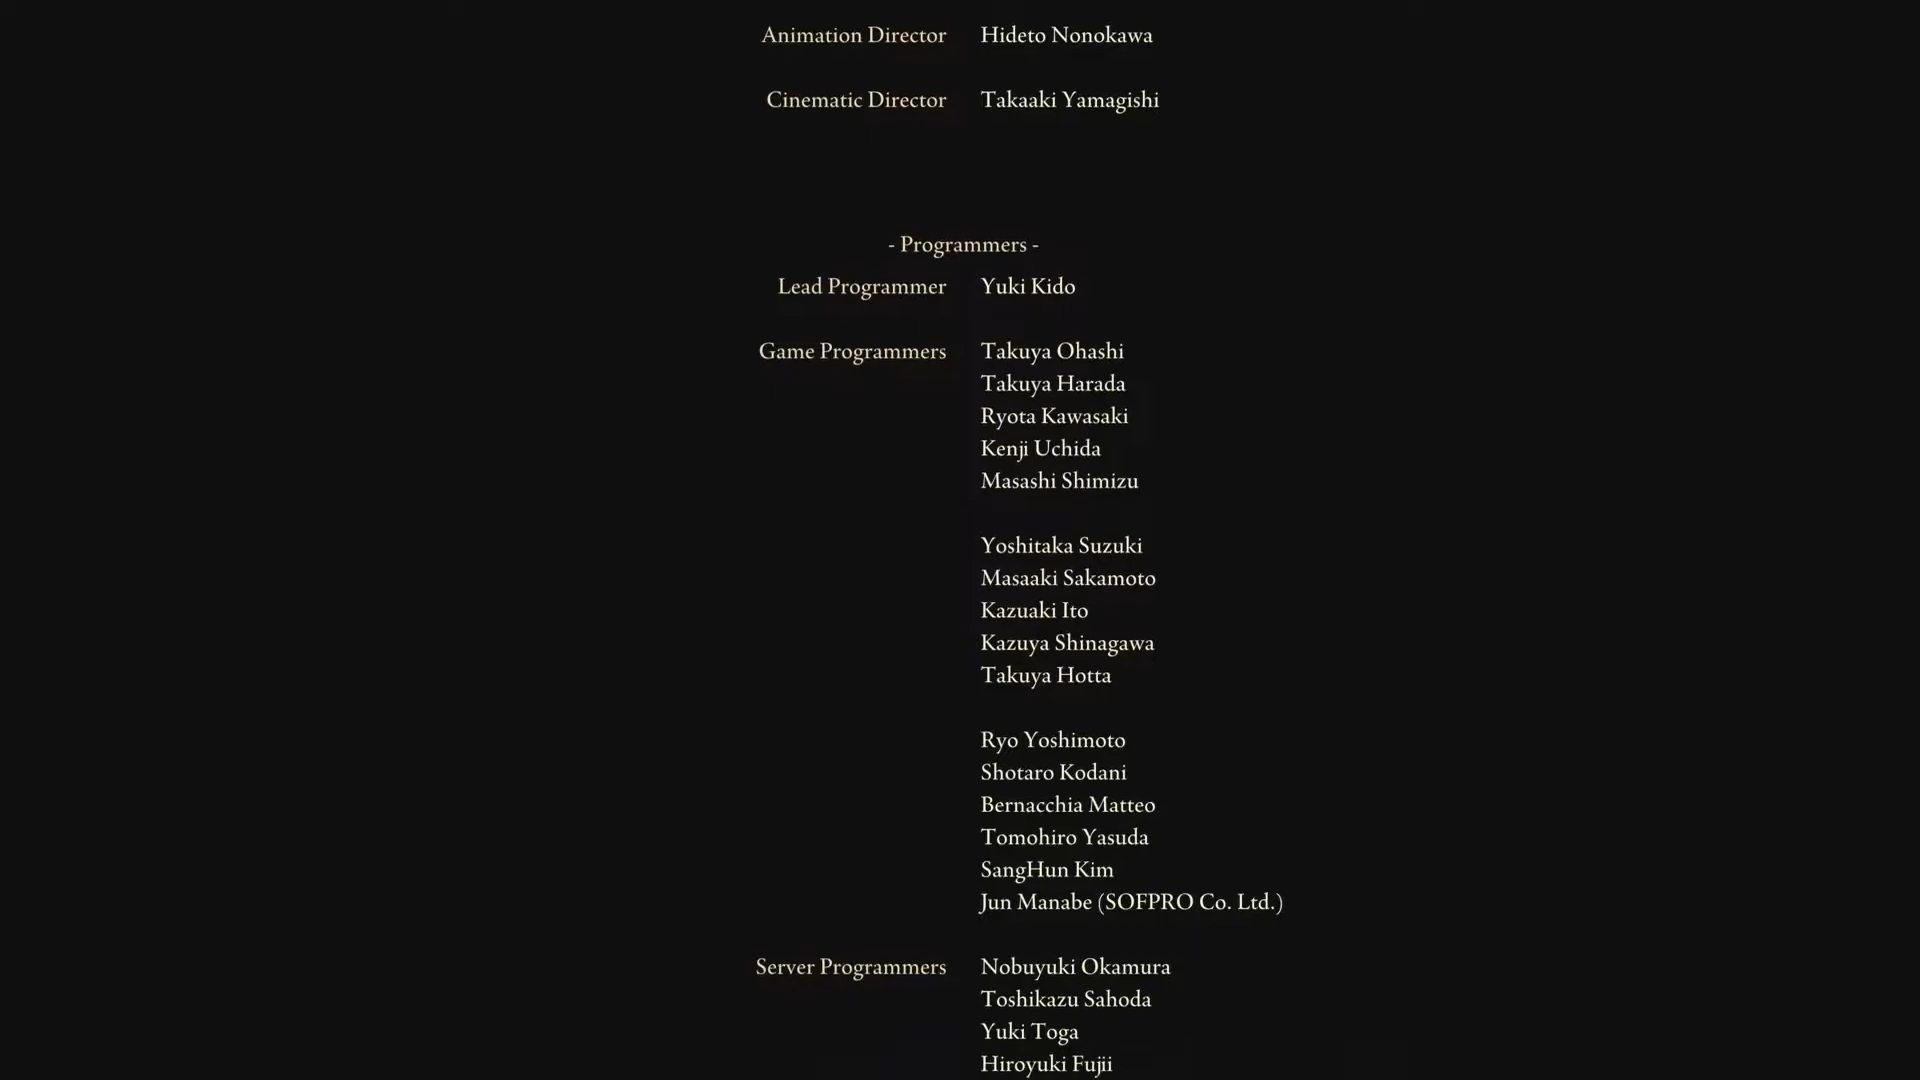 Animation Director Hideto Nonokawa
Cinematic Director Takaaki Yamagishi
- Programmers -
Lead Programmer Yuki Kido
Game Programmers Takuya Ohashi
Takuya Harada
Ryota Kawasaki
Kenji Uchida
Masashi Shimizu
Yoshitaka Suzuki
Masaaki Sakamoto
Kazuaki Ito
Kazuya Shinagawa
Takuya Hotta
Ryo Yoshimoto
Shotaro Kodani
Bernacchia Matteo
Tomohiro Yasuda
SangHun Kim
Jun Manabe (SOFPRO Co. Ltd.)
Server Programmers Nobuyuki Okamura
Toshikazu Sahoda
Yuki Toga
Hiroyuki Fujii